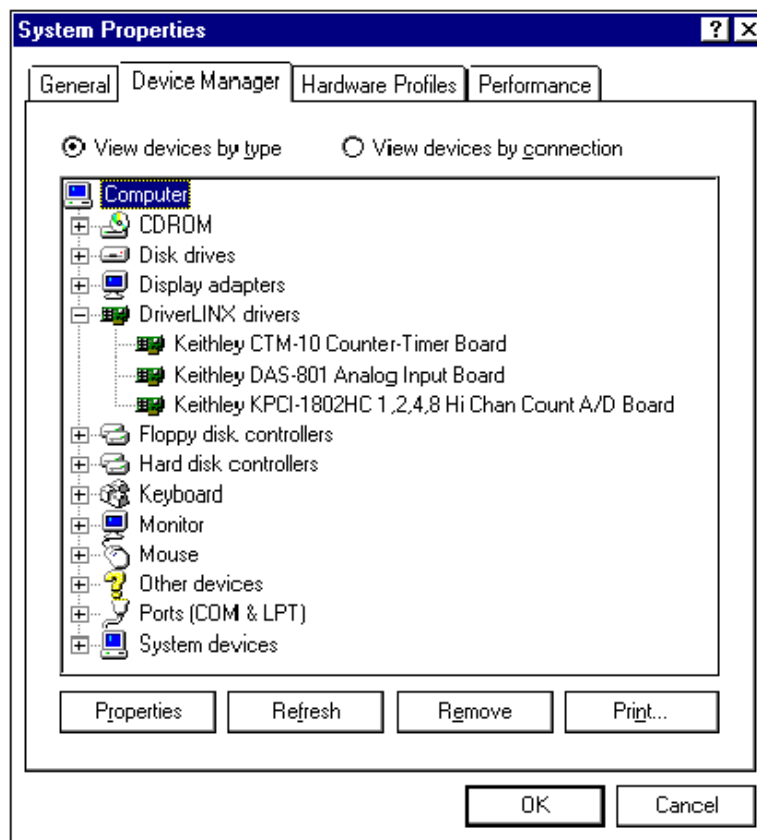 System Properties
General Device Manager Hardware Profiles Performance
View devices by type View devices by connection
Computer
CDROM
Disk drives
Display adapters
DriverLINX drivers
Keithley CTM-10 Counter-Timer Board
Keithley DAS-801 Analog Input Board
Keithley KPCI-1802HC 1,2,4,8 Hi Chan Count A/D Board
Floppy disk controllers
Hard disk controllers
Keyboard
Monitor
Mouse
Other devices
Ports (COM & LPT)
System devices
Properties Refresh Remove Print...
OK Cancel